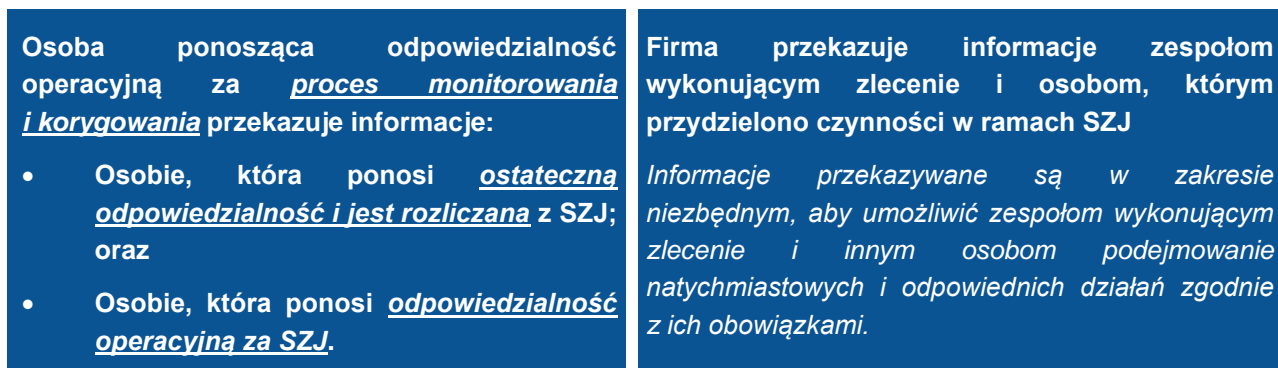 Osoba ponosząca odpowiedzialność
operacyjną za proces monitorowania
i korygowania przekazuje informacje:
• Osobie, która ponosi ostateczną
odpowiedzialność i jest rozliczana z SZJ;
oraz
• Osobie, która ponosi odpowiedzialność
operacyjną za SZJ.
Firma przekazuje informacje zespołom
wykonującym zlecenie i osobom, którym
przydzielono czynności w ramach SZJ
Informacje przekazywane są w zakresie
niezbędnym, aby umożliwić zespołom wykonującym
zlecenie i innym osobom podejmowanie
natychmiastowych i odpowiednich działań zgodnie
z ich obowiązkami.